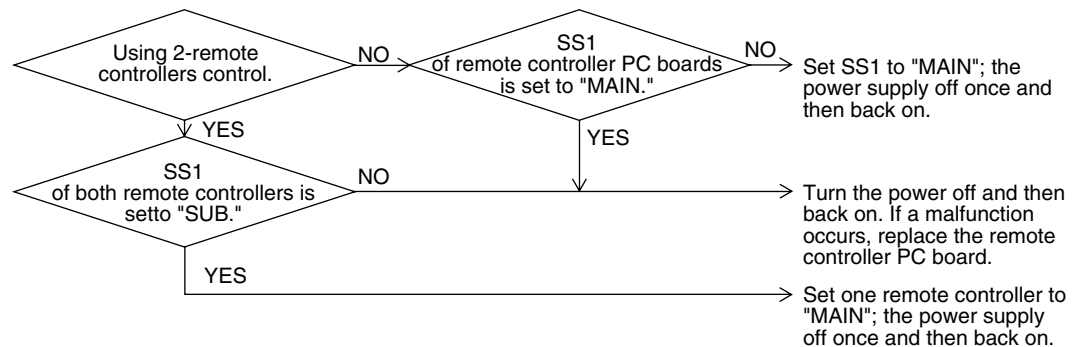 Using 2-remote
controllers control.
NO
SS1
of remote controller PC boards
is set to "MAIN."
NO
Set SS1 to "MAIN"; the
power supply off once and
then back on.
YES
YES
SS1
of both remote controllers is
setto "SUB."
NO
Turn the power off and then
back on. If a malfunction
occurs, replace the remote
controller PC board.
YES
Set one remote controller to
"MAIN"; the power supply
off once and then back on.